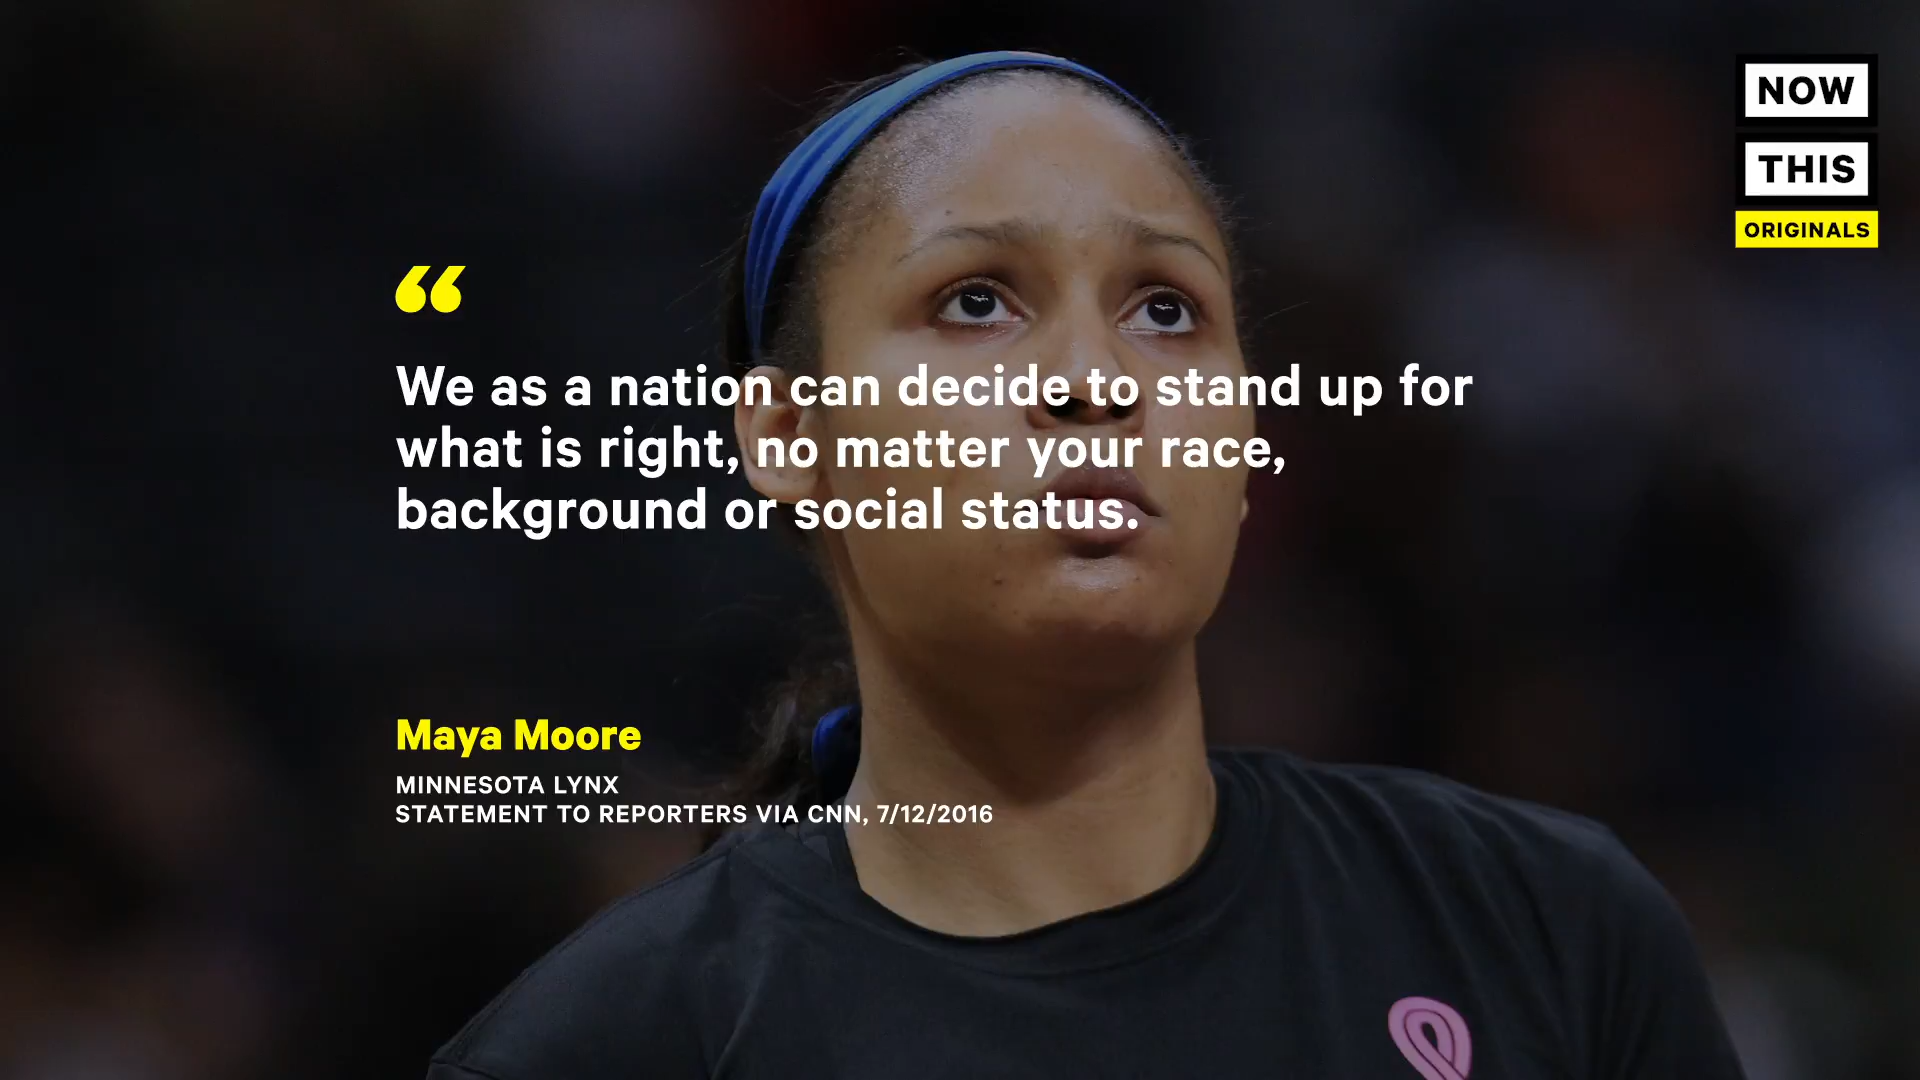 NOW
THIS
ORIGINALS
“
We as a nation can decide to stand up for
what is right, no matter your race,
background or social status.
Maya Moore
MINNESOTA LYNX
STATEMENT TO REPORTERS VIA CNN, 7/12/2016